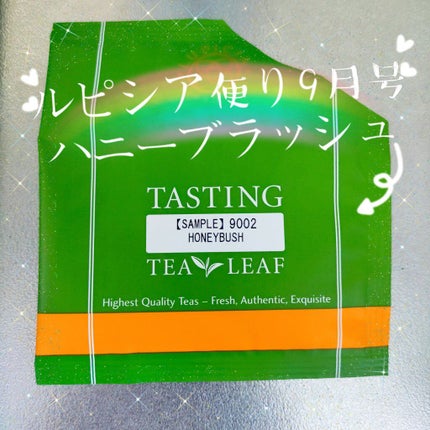 ルピシア便り9月号
ハニーブラッシュ
TASTING
【SAMPLE】9002
HONEYBUSH
TEA LEAF
Highest Quality Teas – Fresh, Authentic, Exquisite